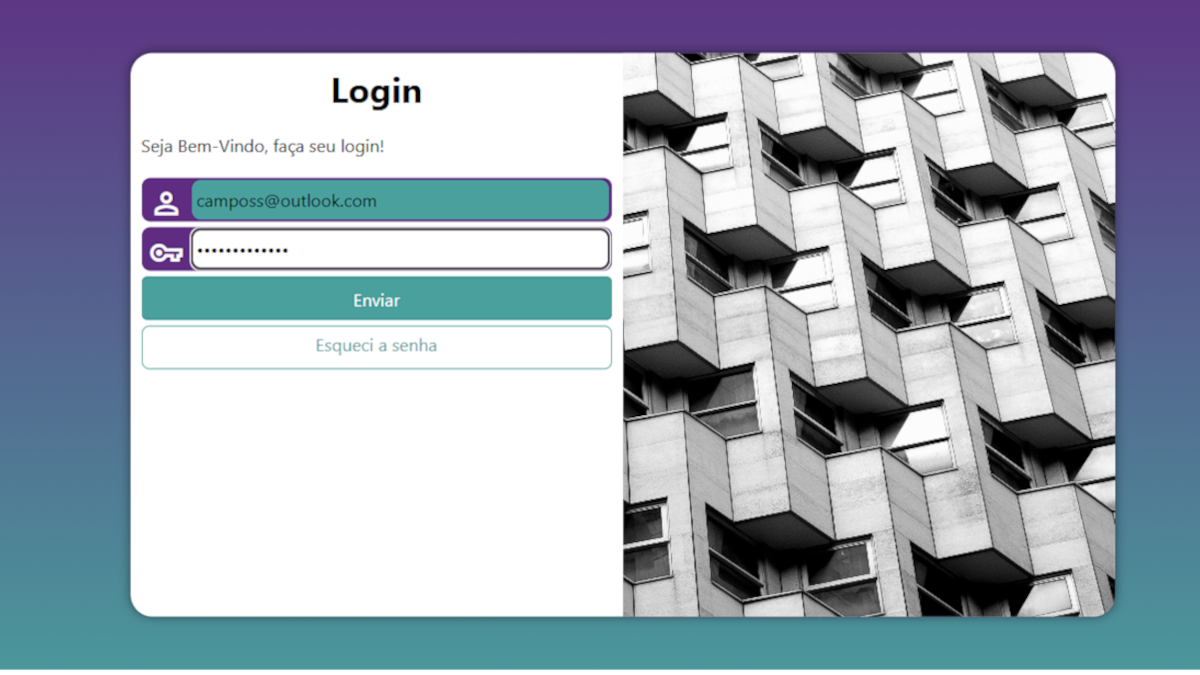 Login
Seja Bem-Vindo, faça seu login!
camposs@outlook.com
•••••••••••••
Enviar
Esqueci a senha